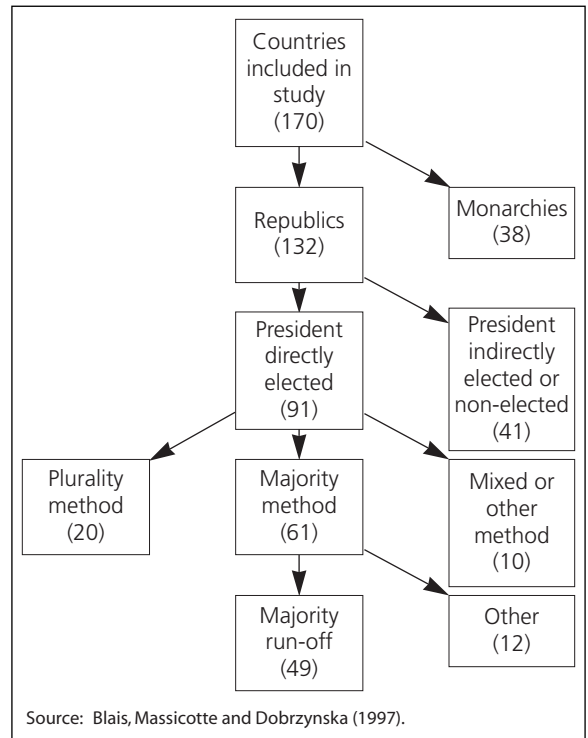 Countries
included in
study
(170)
Republics
(132)
Monarchies
(38)
President
directly
elected
(91)
President
indirectly
elected or
non-elected
(41)
Plurality
method
(20)
Majority
method
(61)
Mixed or
other
method
(10)
Majority
run-off
(49)
Other
(12)
Source: Blais, Massicotte and Dobrzynska (1997).